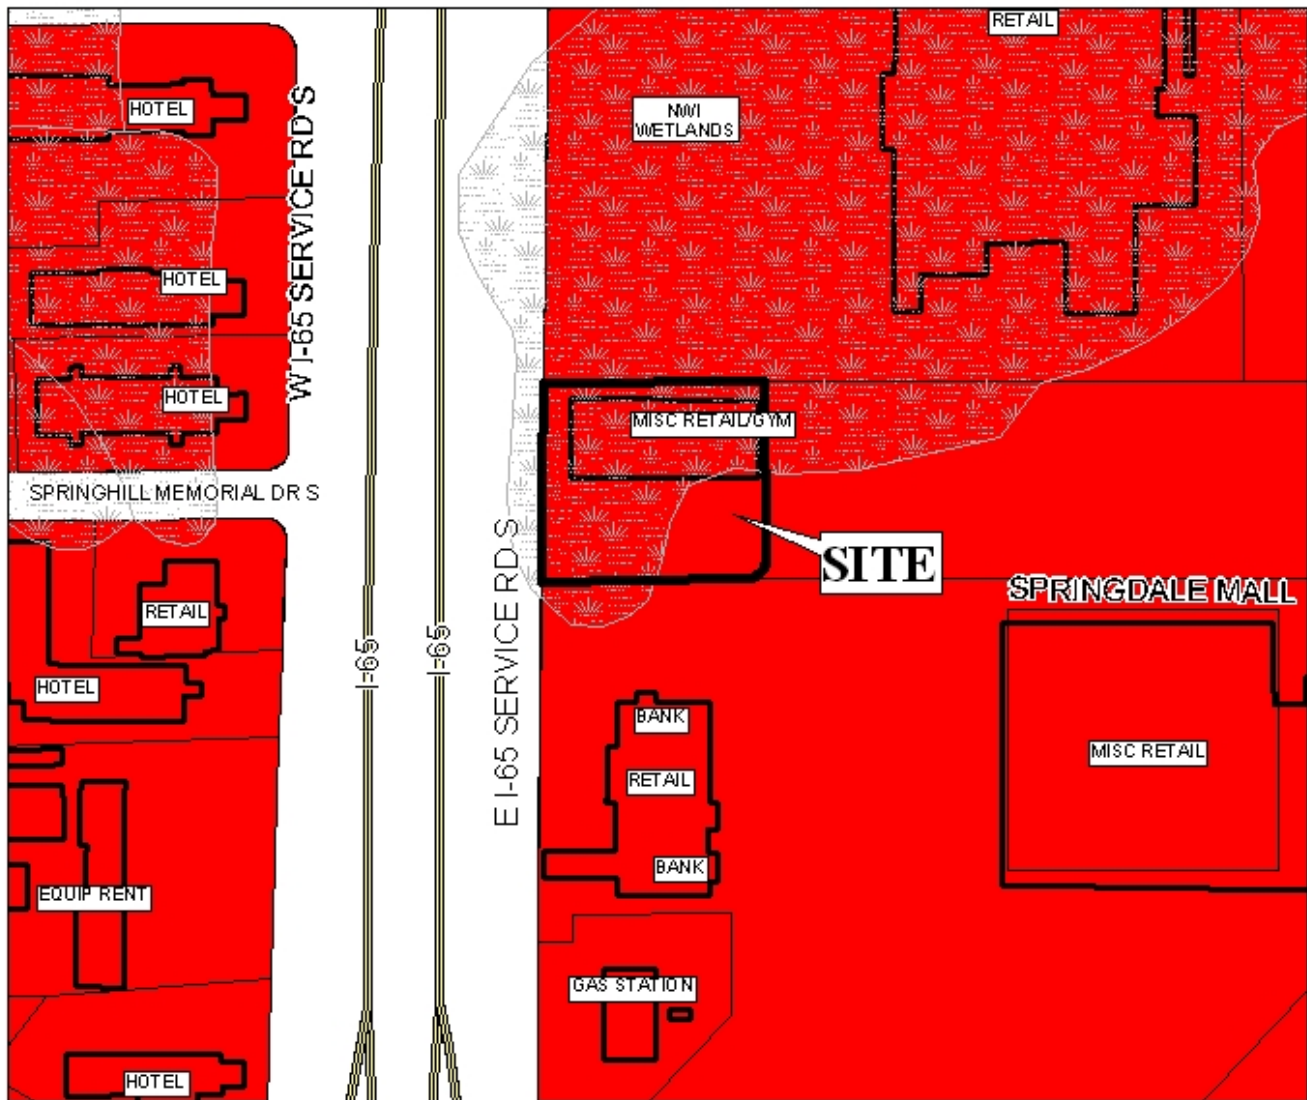 RETAIL
HOTEL
NWI
WETLANDS
W I-65 SERVICE RD S
HOTEL
HOTEL
MISC RETAIL/GYM
SPRINGHILL MEMORIAL DR S
SITE
E I-65 SERVICE RD S
SPRINGDALE MALL
RETAIL
I-65
I-65
HOTEL
BANK
MISC RETAIL
RETAIL
BANK
EQUIP RENT
GAS STATION
HOTEL